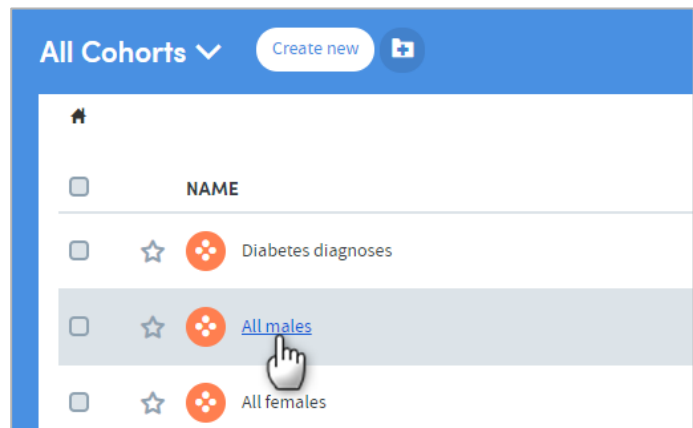 All Cohorts
Create new
NAME
Diabetes diagnoses
All males
All females